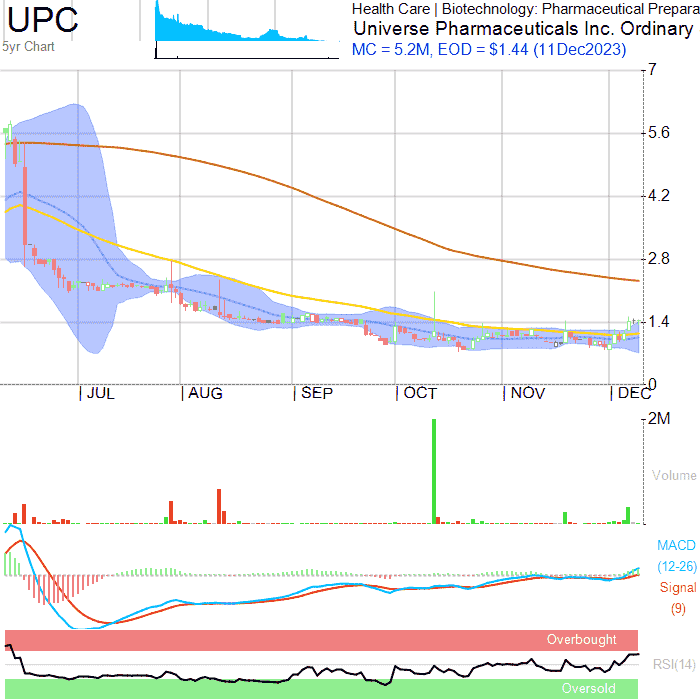 UPC
5yr Chart
Health Care | Biotechnology: Pharmaceutical Prepara
Universe Pharmaceuticals Inc. Ordinary
MC = 5.2M, EOD = $1.44 (11Dec2023)
7
5.6
4.2
2.8
1.4
0
JUL AUG SEP OCT NOV DEC
2M
Volume
MACD
(12-26)
Signal
(9)
Overbought
RSI(14)
Oversold